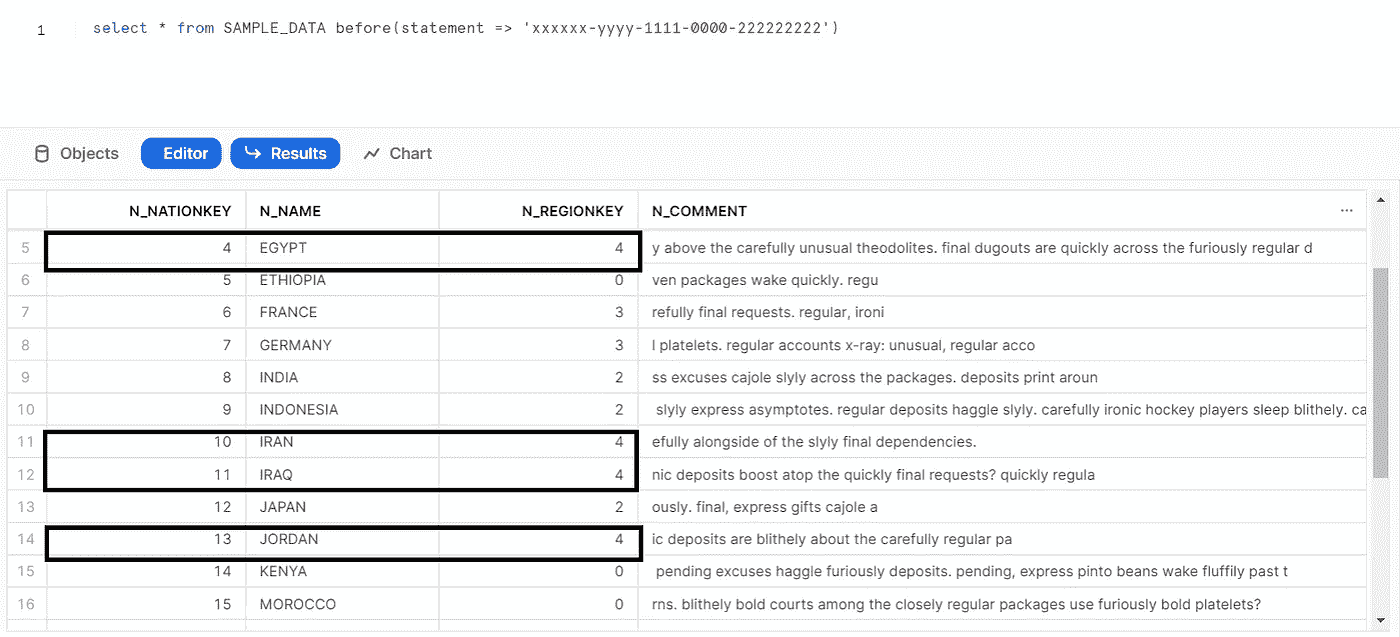 1 select * from SAMPLE_DATA before(statement => 'xxxxxx-yyyy-1111-0000-222222222')
Objects Editor Results Chart
N_NATIONKEY N_NAME N_REGIONKEY N_COMMENT ...
5 4 EGYPT 4 y above the carefully unusual theodolites. final dugouts are quickly across the furiously regular d
6 5 ETHIOPIA 0 ven packages wake quickly. regu
7 6 FRANCE 3 refully final requests. regular, ironi
8 7 GERMANY 3 l platelets. regular accounts x-ray: unusual, regular acco
9 8 INDIA 2 ss excuses cajole slyly across the packages. deposits print aroun
10 9 INDONESIA 2 slyly express asymptotes. regular deposits haggle slyly. carefully ironic hockey players sleep blithely. ca
11 10 IRAN 4 efully alongside of the slyly final dependencies.
12 11 IRAQ 4 nic deposits boost atop the quickly final requests? quickly regula
13 12 JAPAN 2 ously. final, express gifts cajole a
14 13 JORDAN 4 ic deposits are blithely about the carefully regular pa
15 14 KENYA 0 pending excuses haggle furiously deposits. pending, express pinto beans wake fluffily past t
16 15 MOROCCO 0 rns. blithely bold courts among the closely regular packages use furiously bold platelets?